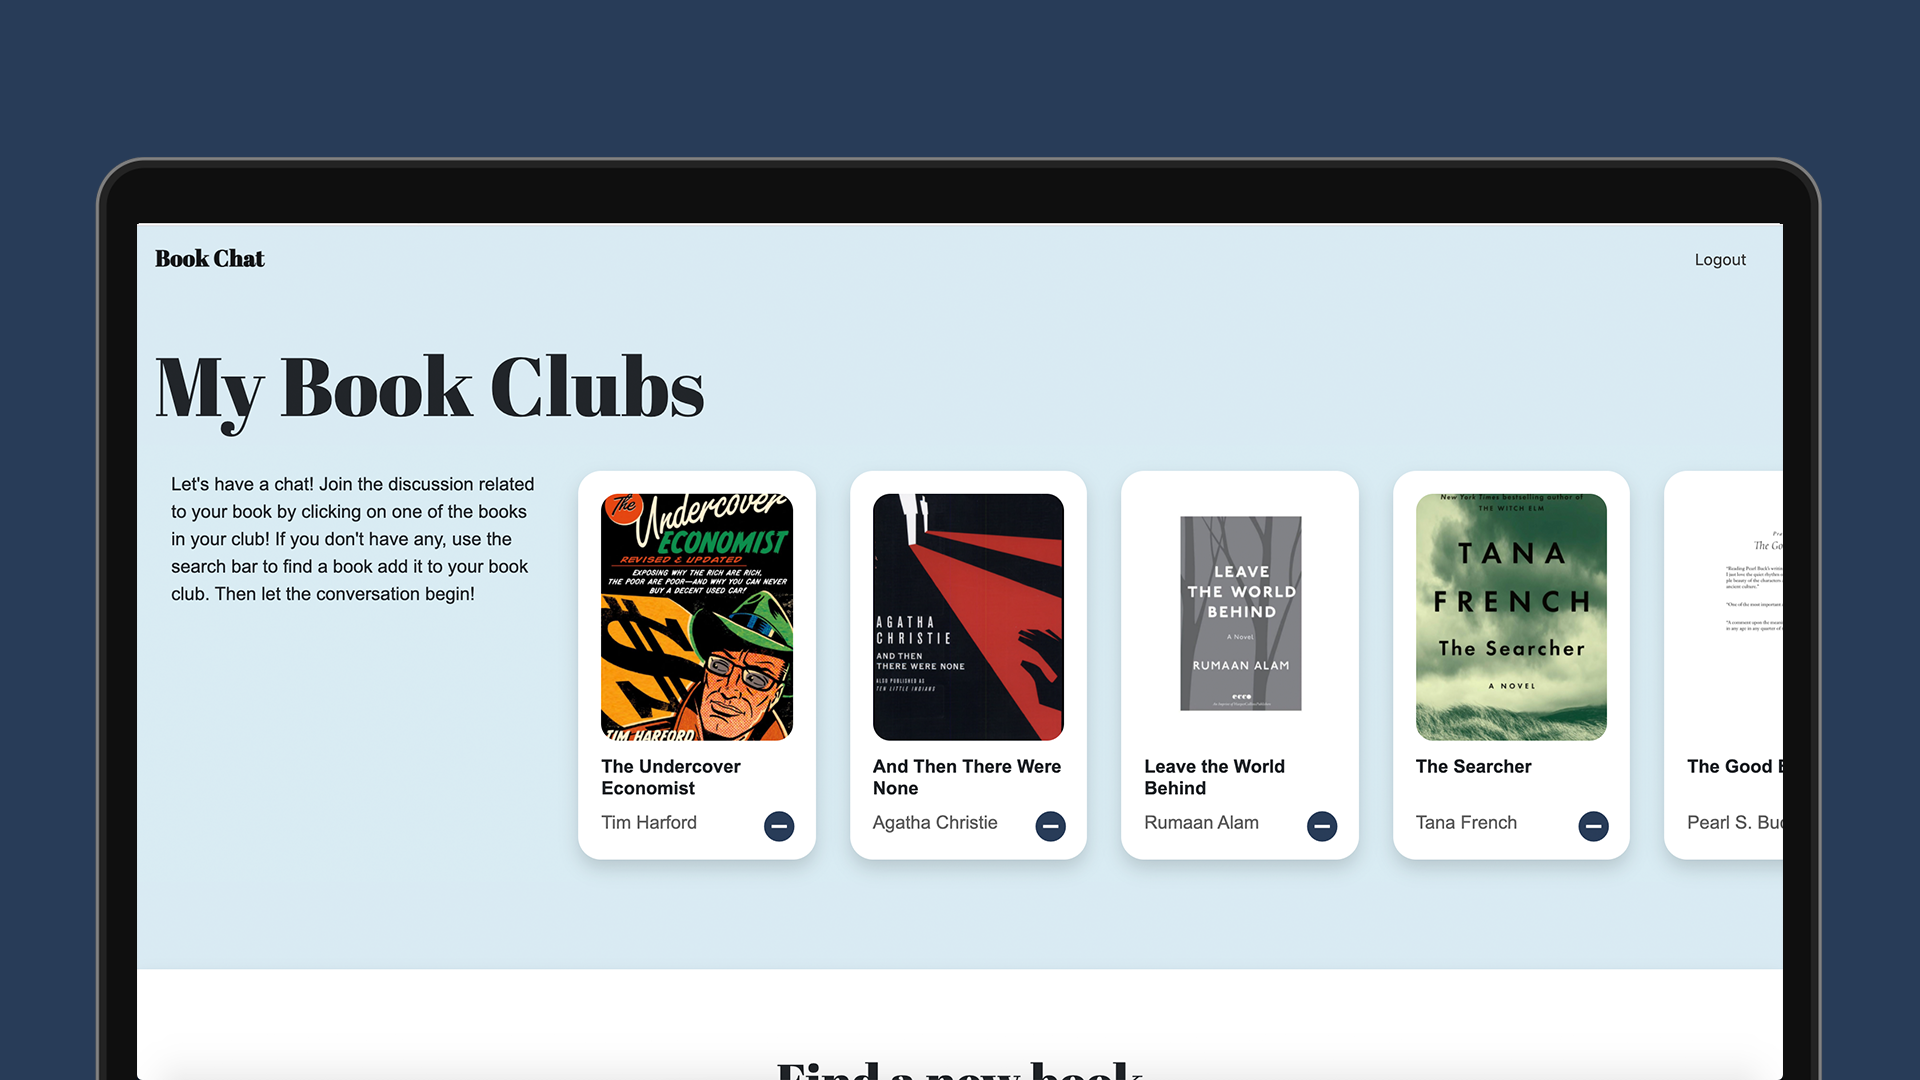 Book Chat
Logout
My Book Clubs
Let's have a chat! Join the discussion related
to your book by clicking on one of the books
in your club! If you don't have any, use the
search bar to find a book add it to your book
club. Then let the conversation begin!
The
Undercover
ECONOMIST
REVISED & UPDATED
EXPOSING WHY THE RICH ARE RICH,
THE POOR ARE POOR—AND WHY YOU CAN NEVER
BUY A DECENT USED CAR!
TIM HARFORD
The Undercover
Economist
Tim Harford
AGATHA
CHRISTIE
AND THEN
THERE WERE NONE
ALSO PUBLISHED AS
TEN LITTLE INDIANS
And Then There Were
None
Agatha Christie
LEAVE
THE WORLD
BEHIND
A Novel
RUMAAN ALAM
ecco
Leave the World
Behind
Rumaan Alam
New York Times bestselling author of
THE WITCH ELM
TANA
FRENCH
The Searcher
A NOVEL
The Searcher
Tana French
The Go
The Good
Pearl S. Buc
Find a new book